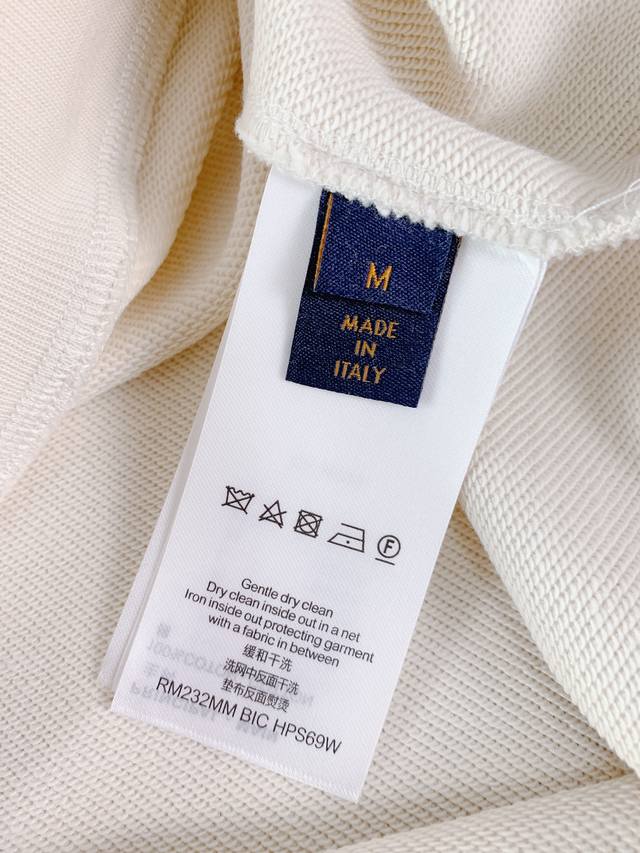 M
MADE
IN
ITALY
F
Gentle dry clean
Dry clean inside out in a net
Iron inside out protecting garment
with a fabric in between
缓和干洗
洗网中反面干洗
垫布反面熨烫
RM232MM BIC HPS69W